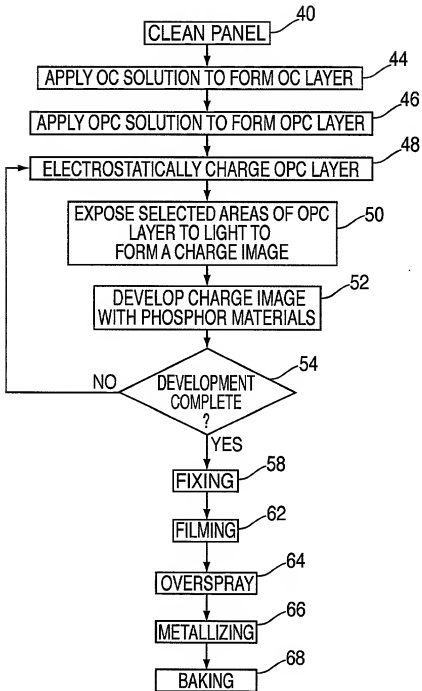 CLEAN PANEL
40
APPLY OC SOLUTION TO FORM OC LAYER
44
APPLY OPC SOLUTION TO FORM OPC LAYER
46
ELECTROSTATICALLY CHARGE OPC LAYER
48
EXPOSE SELECTED AREAS OF OPC
LAYER TO LIGHT TO
FORM A CHARGE IMAGE
50
DEVELOP CHARGE IMAGE
WITH PHOSPHOR MATERIALS
52
DEVELOPMENT
COMPLETE
?
54
NO
YES
FIXING
58
FILMING
62
OVERSPRAY
64
METALLIZING
66
BAKING
68